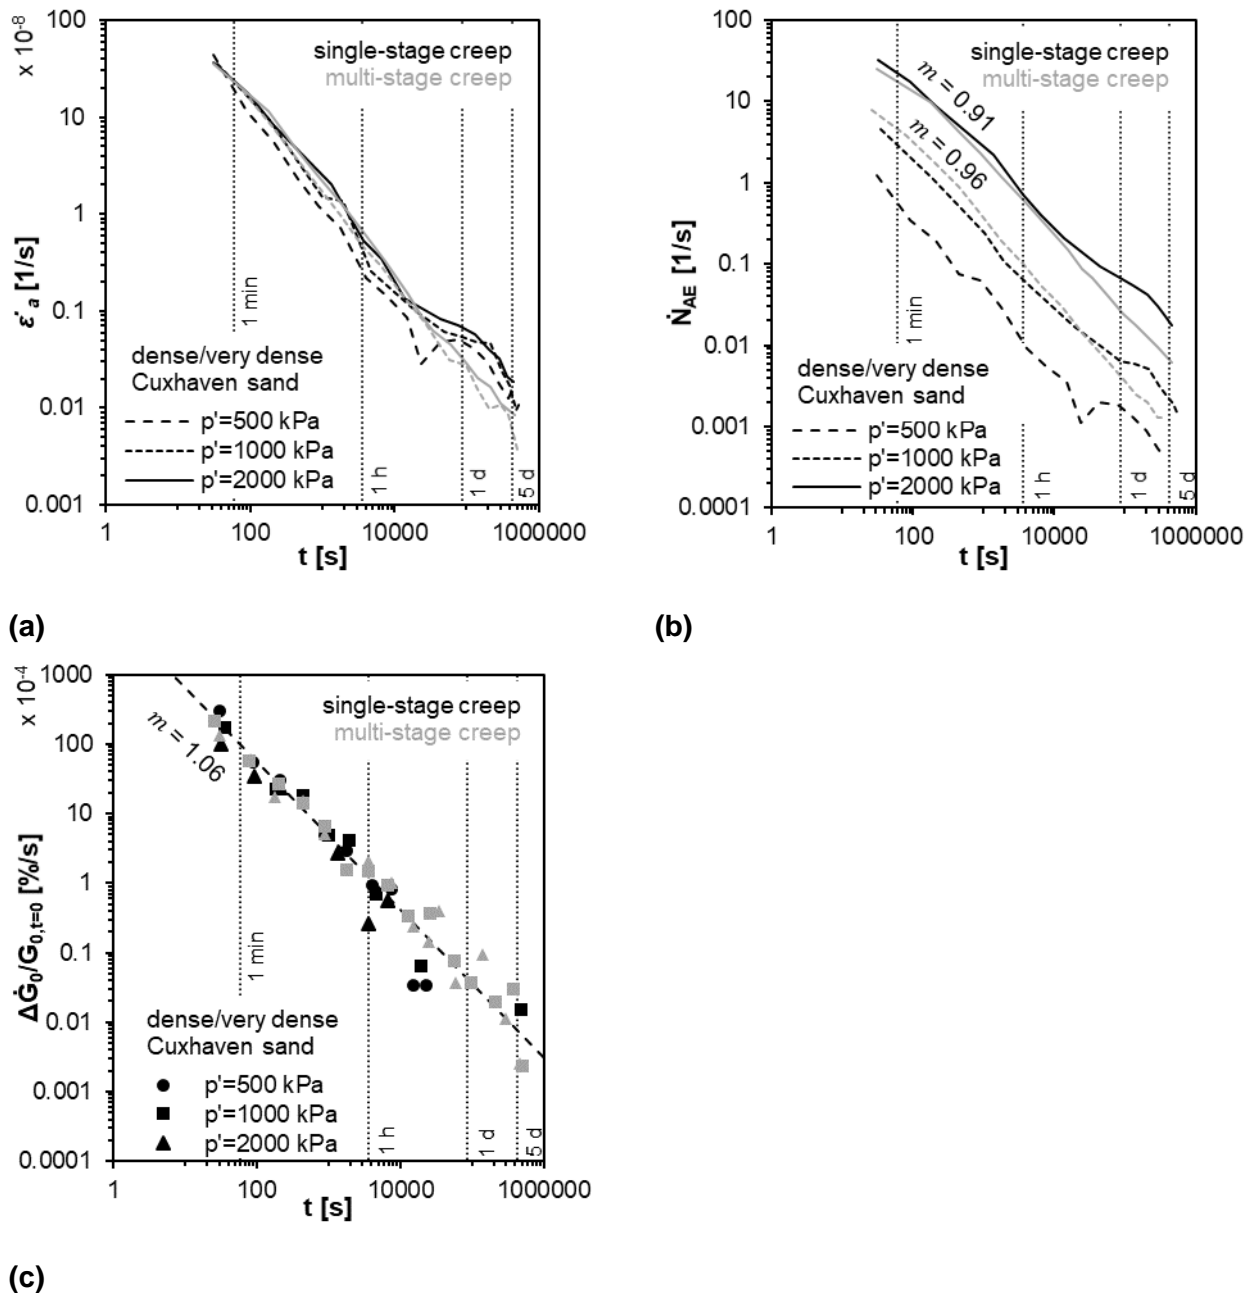 x 10⁻⁸
100
10
1
0.1
0.01
0.001
ε̇ₐ [1/s]
single-stage creep
multi-stage creep
1 min
1 h
1 d
5 d
dense/very dense
Cuxhaven sand
p'=500 kPa
p'=1000 kPa
p'=2000 kPa
1
100
10000
1000000
t [s]
(a)
100
10
1
0.1
0.01
0.001
0.0001
Ṅ_AE [1/s]
single-stage creep
multi-stage creep
m = 0.91
m = 0.96
1 min
1 h
1 d
5 d
dense/very dense
Cuxhaven sand
p'=500 kPa
p'=1000 kPa
p'=2000 kPa
1
100
10000
1000000
t [s]
(b)
x 10⁻⁴
1000
100
10
1
0.1
0.01
0.001
0.0001
ΔĠ₀/G₀,ₜ₌₀ [%/s]
single-stage creep
multi-stage creep
m = 1.06
1 min
1 h
1 d
5 d
dense/very dense
Cuxhaven sand
p'=500 kPa
p'=1000 kPa
p'=2000 kPa
1
100
10000
1000000
t [s]
(c)